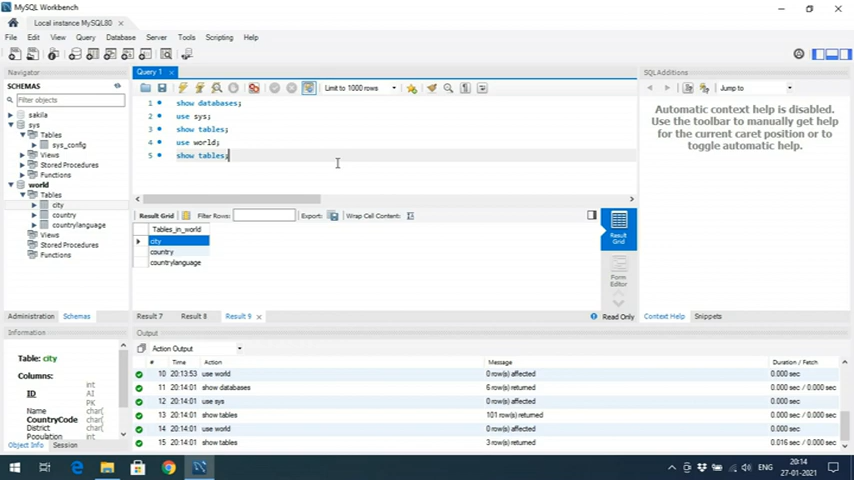 MySQL Workbench
Local instance MySQL80
File Edit View Query Database Server Tools Scripting Help
Navigator
SCHEMAS
Filter objects
sakila
sys
Tables
sys_config
Views
Stored Procedures
Functions
world
Tables
city
country
countrylanguage
Views
Stored Procedures
Functions
Administration Schemas
Information
Table: city
Columns:
ID int AI PK
Name char(
CountryCode char(
District char(
Population int
Object Info Session
Query 1
Limit to 1000 rows
1 show databases;
2 use sys;
3 show tables;
4 use world;
5 show tables;
Result Grid Filter Rows: Export: Wrap Cell Content:
Tables_in_world
city
country
countrylanguage
Result Grid
Form Editor
Result 7 Result 8 Result 9 Read Only
SQLAdditions
Jump to
Automatic context help is disabled.
Use the toolbar to manually get help
for the current caret position or to
toggle automatic help.
Context Help Snippets
Output
Action Output
# Time Action Message Duration / Fetch
10 20:13:53 use world 0 row(s) affected 0.000 sec
11 20:14:01 show databases 6 row(s) returned 0.000 sec / 0.000 sec
12 20:14:01 use sys 0 row(s) affected 0.000 sec
13 20:14:01 show tables 101 row(s) returned 0.000 sec / 0.000 sec
14 20:14:01 use world 0 row(s) affected 0.000 sec
15 20:14:01 show tables 3 row(s) returned 0.016 sec / 0.000 sec
ENG
20:14
27-01-2021